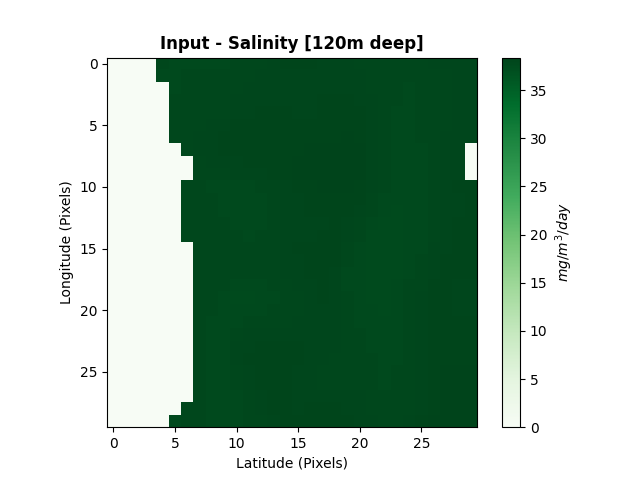 Input - Salinity [120m deep]
0
5
10
15
20
25
Longitude (Pixels)
0 5 10 15 20 25
Latitude (Pixels)
35
30
25
20
15
10
5
0
mg/m³/day